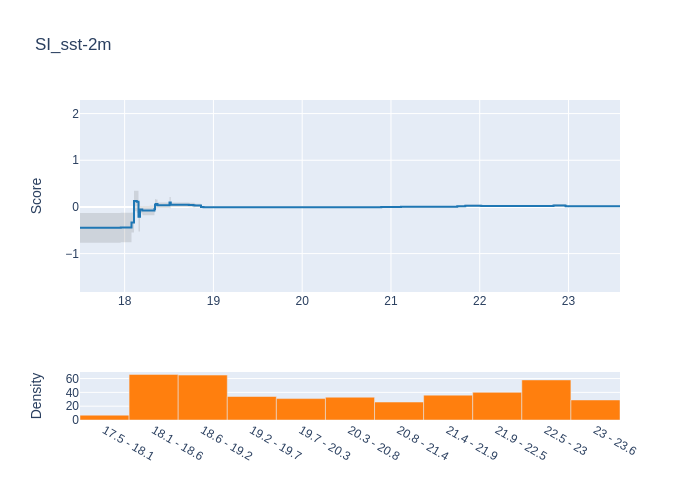 SI_sst-2m
2
1
0
−1
Score
18 19 20 21 22 23
60
40
20
0
Density
17.5 - 18.1
18.1 - 18.6
18.6 - 19.2
19.2 - 19.7
19.7 - 20.3
20.3 - 20.8
20.8 - 21.4
21.4 - 21.9
21.9 - 22.5
22.5 - 23
23 - 23.6